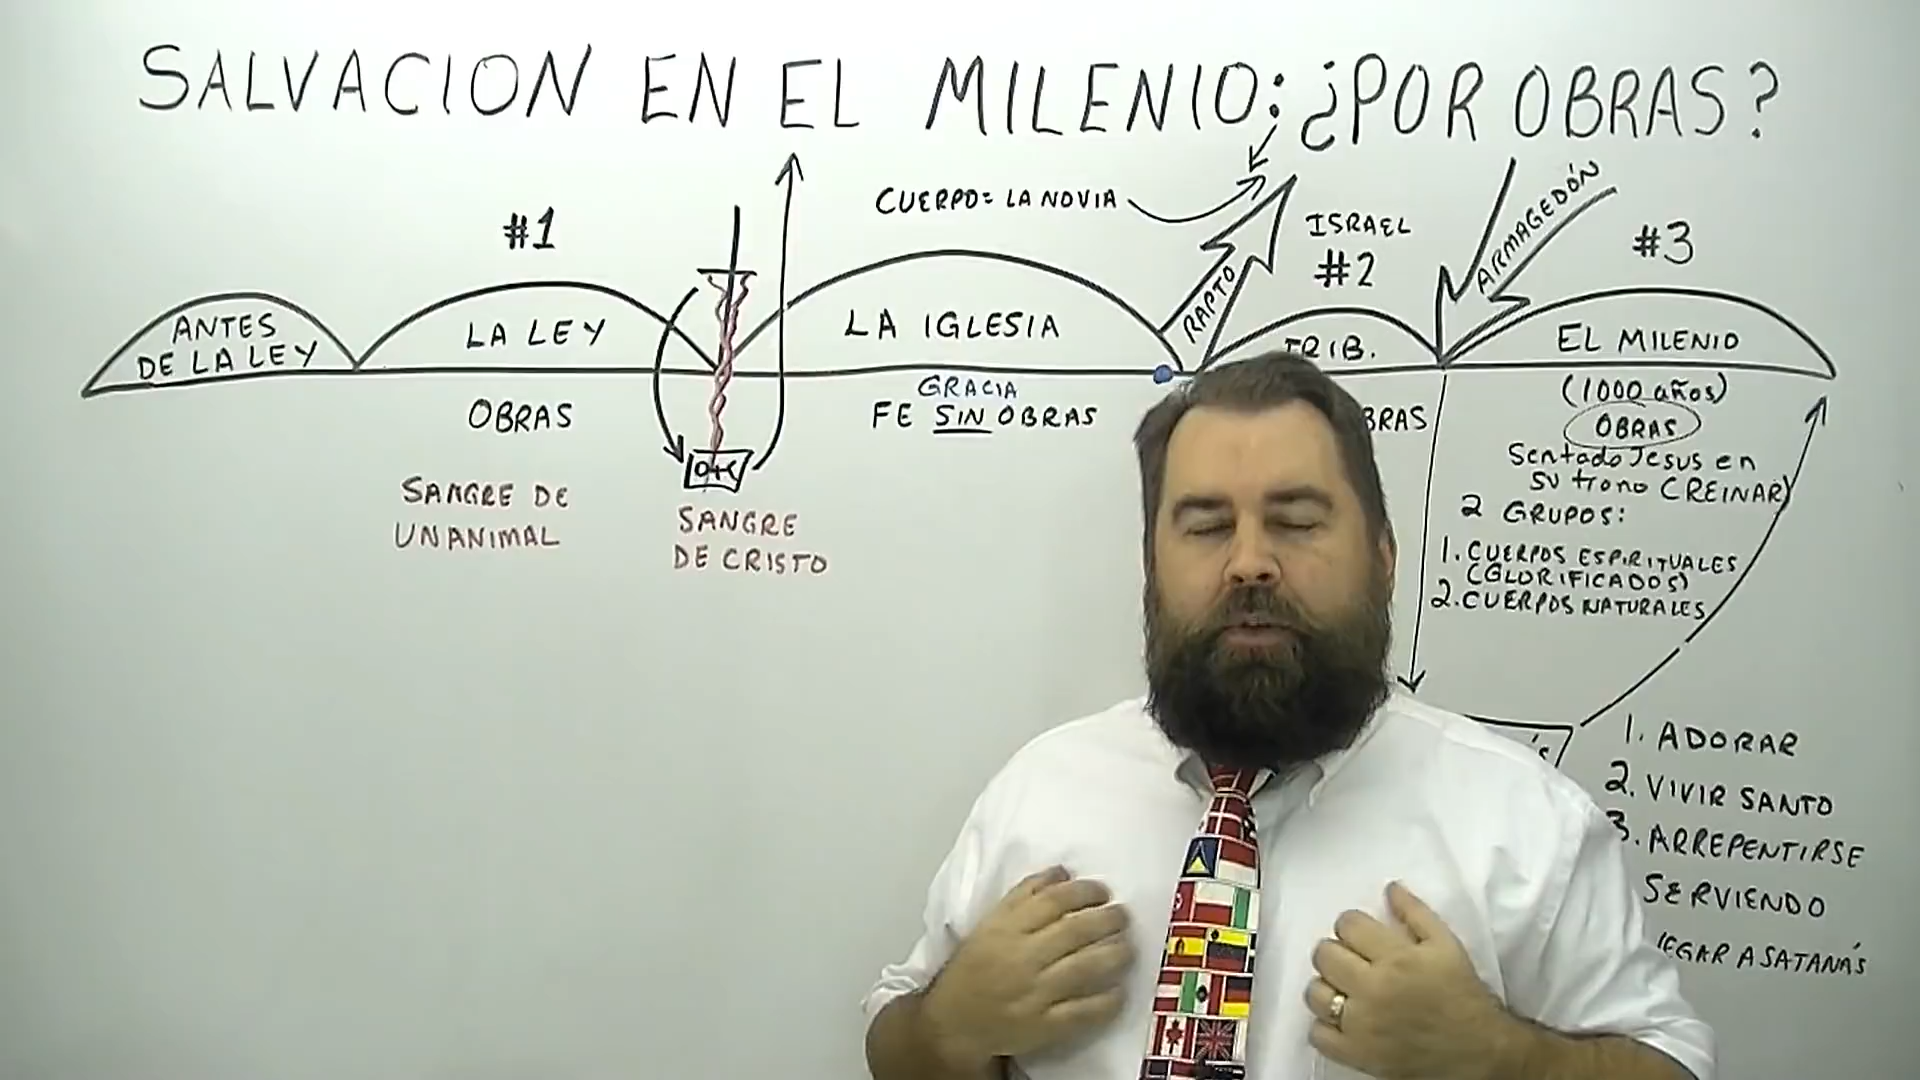 SALVACION EN EL MILENIO: ¿POR OBRAS?
CUERPO= LA NOVIA
#1
ISRAEL
#2
ARMAGEDÓN
#3
RAPTO
ANTES
DE LA LEY
LA LEY
LA IGLESIA
TRIB.
EL MILENIO
OBRAS
GRACIA
FE SIN OBRAS
BRAS
(1000 años)
OBRAS
Sentado Jesus en
su trono (REINAR)
2 GRUPOS:
1. CUERPOS ESPIRITUALES
(GLORIFICADOS)
2. CUERPOS NATURALES
SANGRE DE
UN ANIMAL
SANGRE
DE CRISTO
1. ADORAR
2. VIVIR SANTO
3. ARREPENTIRSE
SERVIENDO
EGAR A SATANÁS